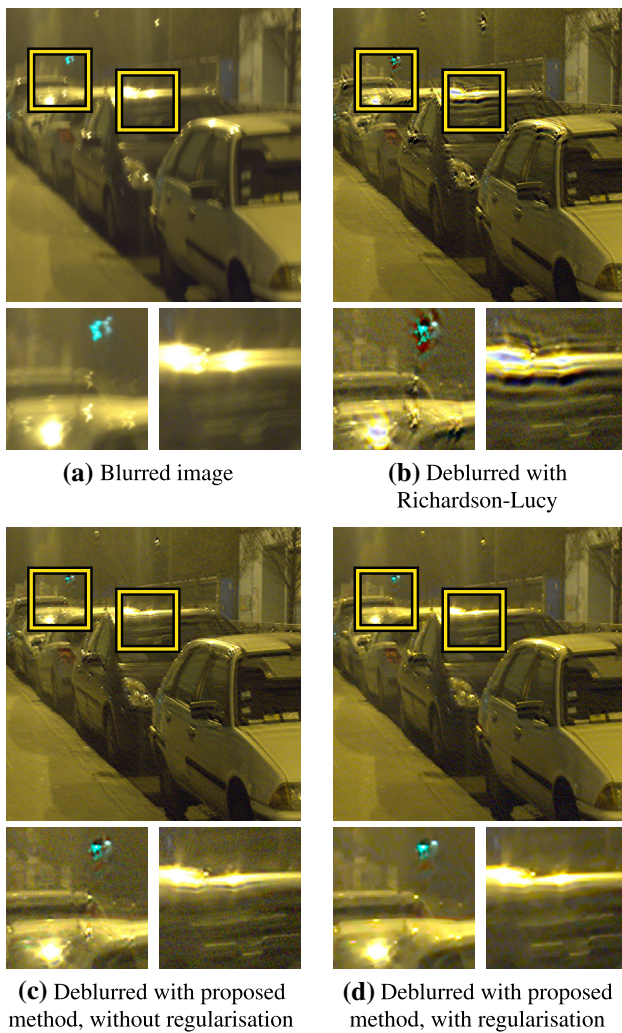 (a) Blurred image
(b) Deblurred with
Richardson-Lucy
(c) Deblurred with proposed
method, without regularisation
(d) Deblurred with proposed
method, with regularisation